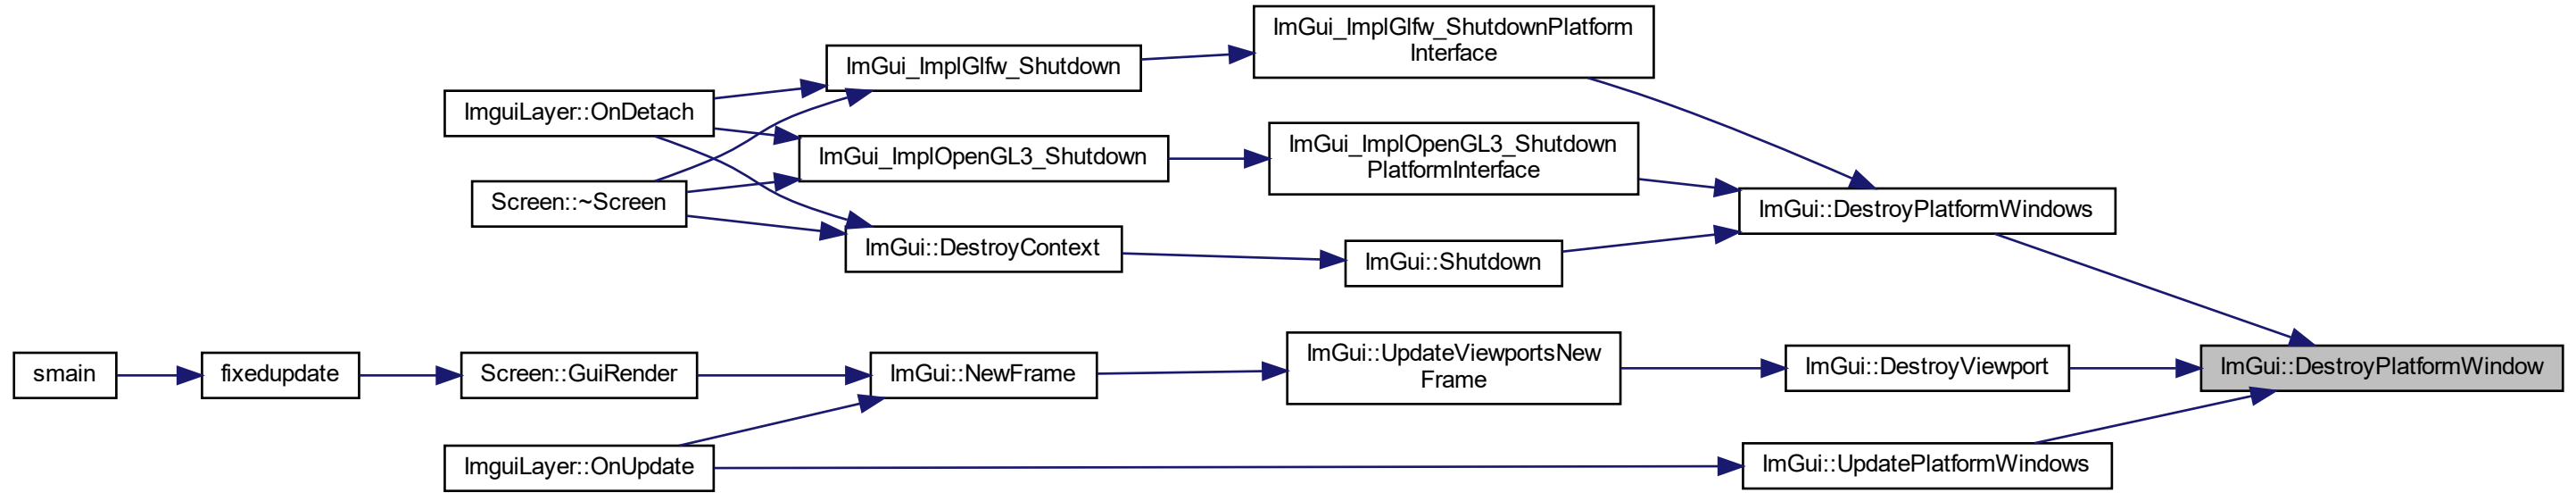 ImGui_ImplGlfw_ShutdownPlatform
Interface
ImGui_ImplGlfw_Shutdown
ImguiLayer::OnDetach
ImGui_ImplOpenGL3_Shutdown
PlatformInterface
ImGui_ImplOpenGL3_Shutdown
Screen::~Screen
ImGui::DestroyPlatformWindows
ImGui::DestroyContext
ImGui::Shutdown
smain
fixedupdate
Screen::GuiRender
ImGui::NewFrame
ImGui::UpdateViewportsNew
Frame
ImGui::DestroyViewport
ImGui::DestroyPlatformWindow
ImguiLayer::OnUpdate
ImGui::UpdatePlatformWindows